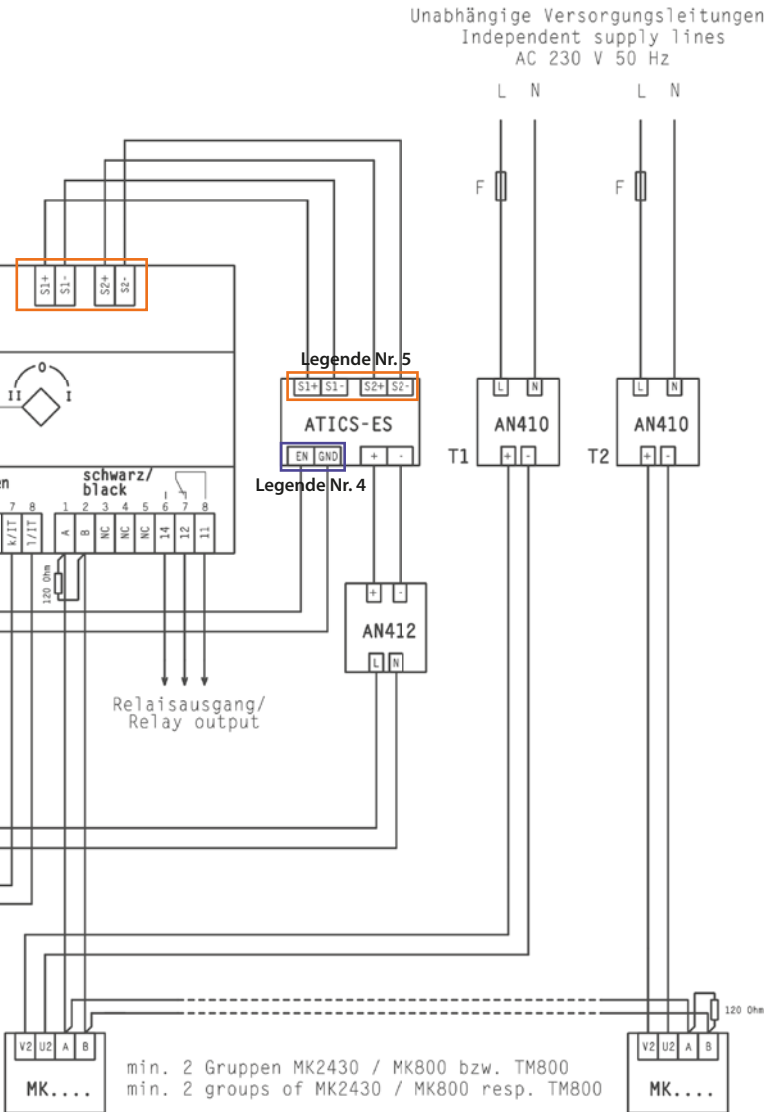 Unabhängige Versorgungsleitungen
Independent supply lines
AC 230 V 50 Hz
L N
L N
F
F
S1+ S1- S2+ S2-
O
II I
Legende Nr. 5
S1+ S1- S2+ S2-
ATICS-ES
EN GND + -
Legende Nr. 4
L N
AN410
T1 + -
L N
AN410
T2 + -
en
schwarz/
black
7 8 1 2 3 4 5 6 7 8
k/IT l/IT A B NC NC NC 14 12 11
120 Ohm
+ -
AN412
L N
Relaisausgang/
Relay output
120 Ohm
V2 U2 A B
MK....
min. 2 Gruppen MK2430 / MK800 bzw. TM800
min. 2 groups of MK2430 / MK800 resp. TM800
V2 U2 A B
MK....